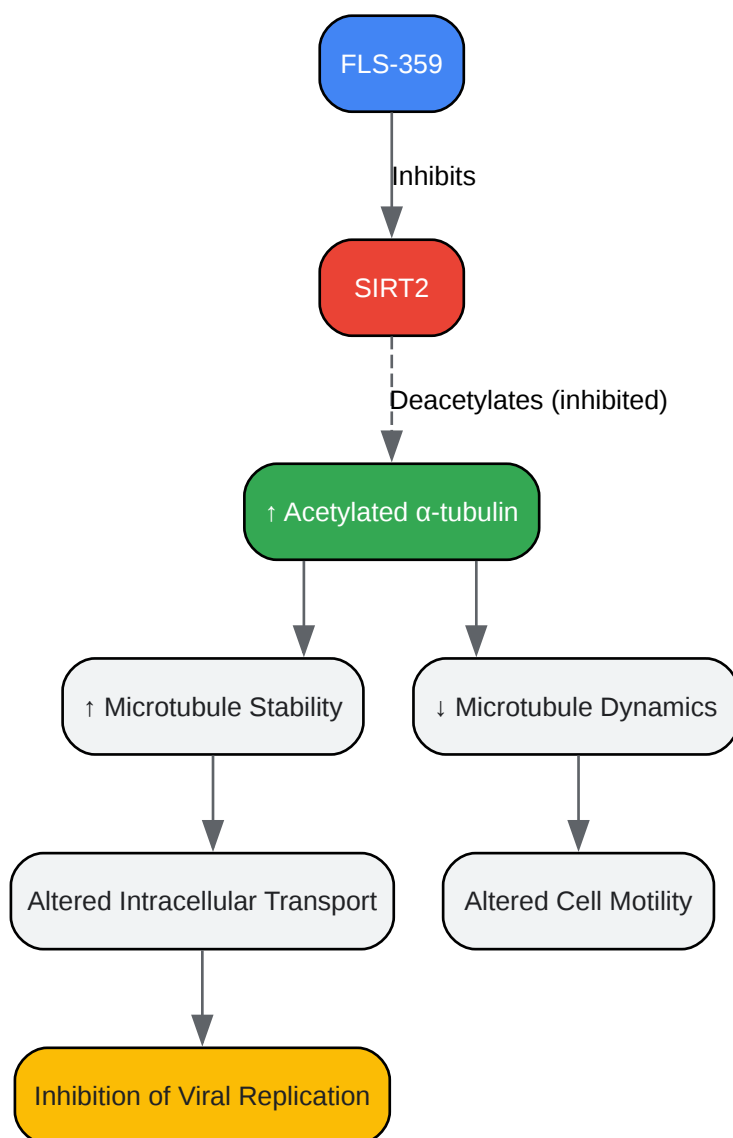 FLS-359
Inhibits
SIRT2
Deacetylates (inhibited)
↑ Acetylated α-tubulin
↑ Microtubule Stability
↓ Microtubule Dynamics
Altered Intracellular Transport
Altered Cell Motility
Inhibition of Viral Replication